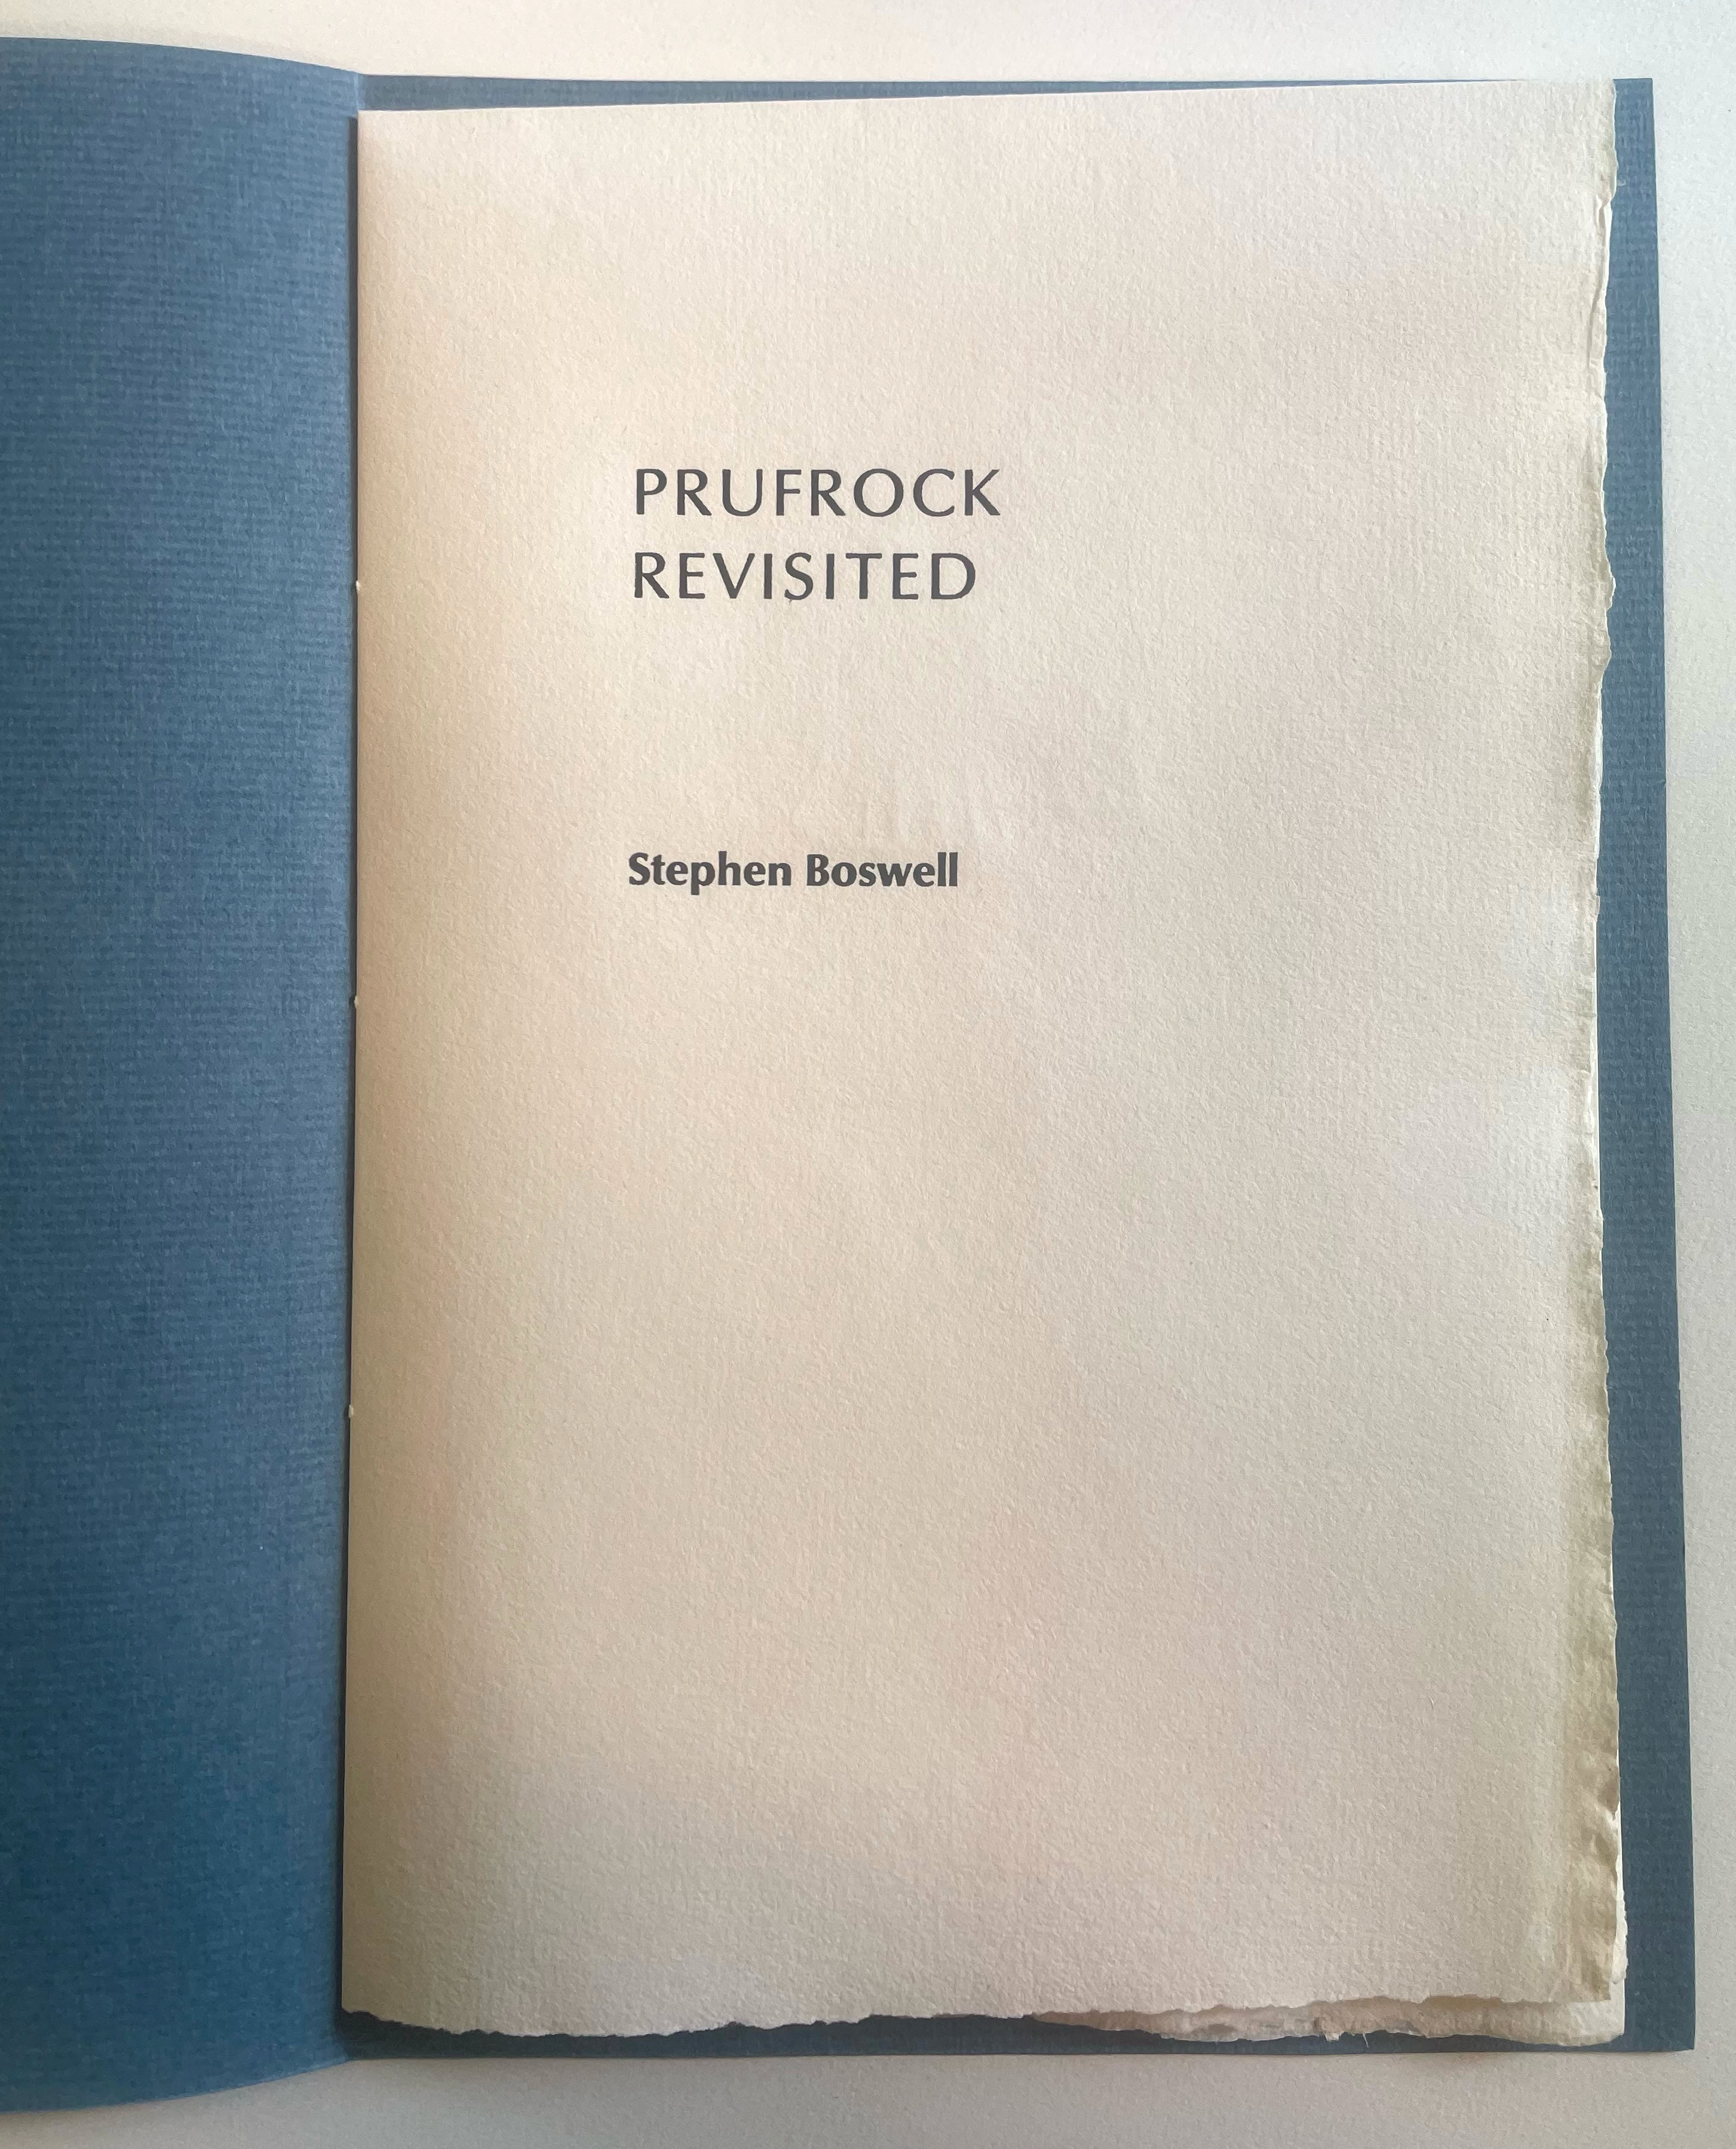 PRUFROCK
REVISITED
Stephen Boswell